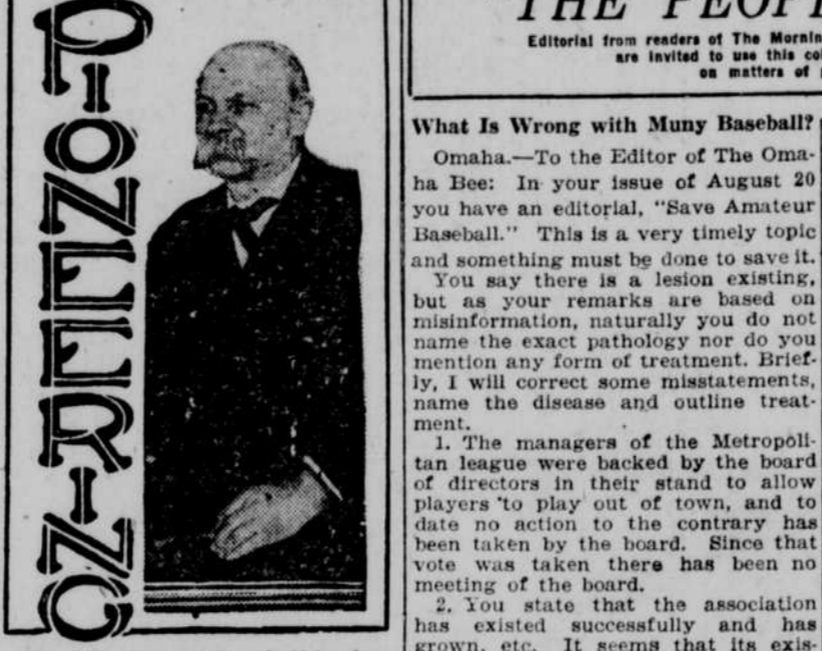 PIONEERING
"THE PEOPL
Editorial from readers of The Mornin
are invited to use this col
on matters of
What Is Wrong with Muny Baseball?
Omaha.—To the Editor of The Oma-
ha Bee: In your issue of August 20
you have an editorial, "Save Amateur
Baseball." This is a very timely topic
and something must be done to save it.
You say there is a lesion existing,
but as your remarks are based on
misinformation, naturally you do not
name the exact pathology nor do you
mention any form of treatment. Brief-
ly, I will correct some misstatements,
name the disease and outline treat-
ment.
1. The managers of the Metropoli-
tan league were backed by the board
of directors in their stand to allow
players to play out of town, and to
date no action to the contrary has
been taken by the board. Since that
vote was taken there has been no
meeting of the board.
2. You state that the association
has existed successfully and has
grown, etc. It seems that its exis-